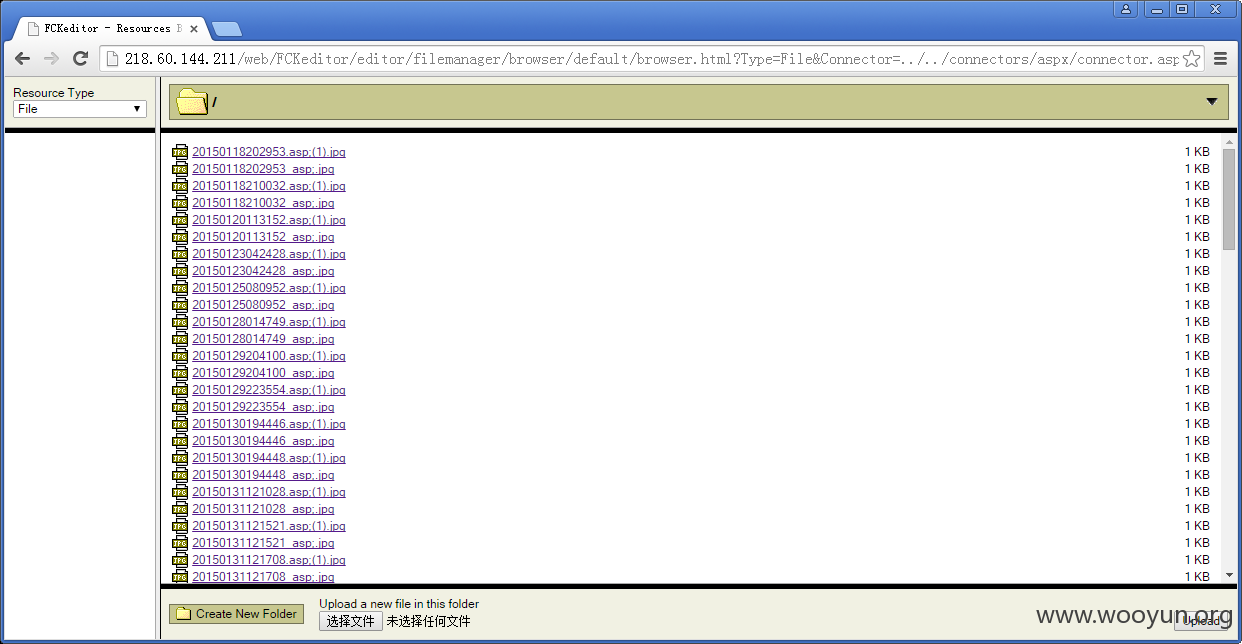 FCKeditor - Resources B
218.60.144.211/web/FCKeditor/editor/filemanager/browser/default/browser.html?Type=File&Connector=../../connectors/aspx/connector.asp
Resource Type
File
/
20150118202953.asp;(1).jpg 1 KB
20150118202953_asp;.jpg 1 KB
20150118210032.asp;(1).jpg 1 KB
20150118210032_asp;.jpg 1 KB
20150120113152.asp;(1).jpg 1 KB
20150120113152_asp;.jpg 1 KB
20150123042428.asp;(1).jpg 1 KB
20150123042428_asp;.jpg 1 KB
20150125080952.asp;(1).jpg 1 KB
20150125080952_asp;.jpg 1 KB
20150128014749.asp;(1).jpg 1 KB
20150128014749_asp;.jpg 1 KB
20150129204100.asp;(1).jpg 1 KB
20150129204100_asp;.jpg 1 KB
20150129223554.asp;(1).jpg 1 KB
20150129223554_asp;.jpg 1 KB
20150130194446.asp;(1).jpg 1 KB
20150130194446_asp;.jpg 1 KB
20150130194448.asp;(1).jpg 1 KB
20150130194448_asp;.jpg 1 KB
20150131121028.asp;(1).jpg 1 KB
20150131121028_asp;.jpg 1 KB
20150131121521.asp;(1).jpg 1 KB
20150131121521_asp;.jpg 1 KB
20150131121708.asp;(1).jpg 1 KB
20150131121708_asp;.jpg 1 KB
Create New Folder
Upload a new file in this folder
选择文件 未选择任何文件
Upload
www.wooyun.org